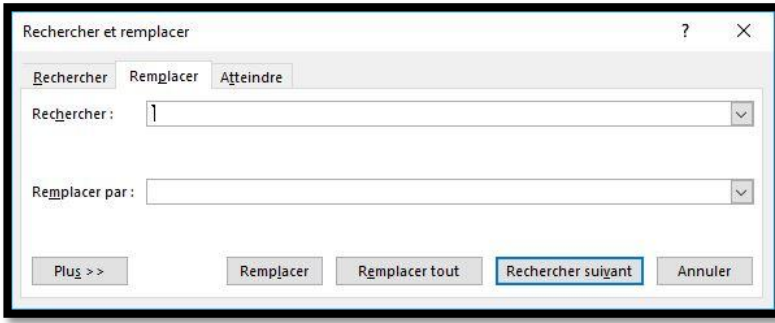 Rechercher et remplacer ? X
Rechercher Remplacer Atteindre
Rechercher :
Remplacer par :
Plus >> Remplacer Remplacer tout Rechercher suivant Annuler